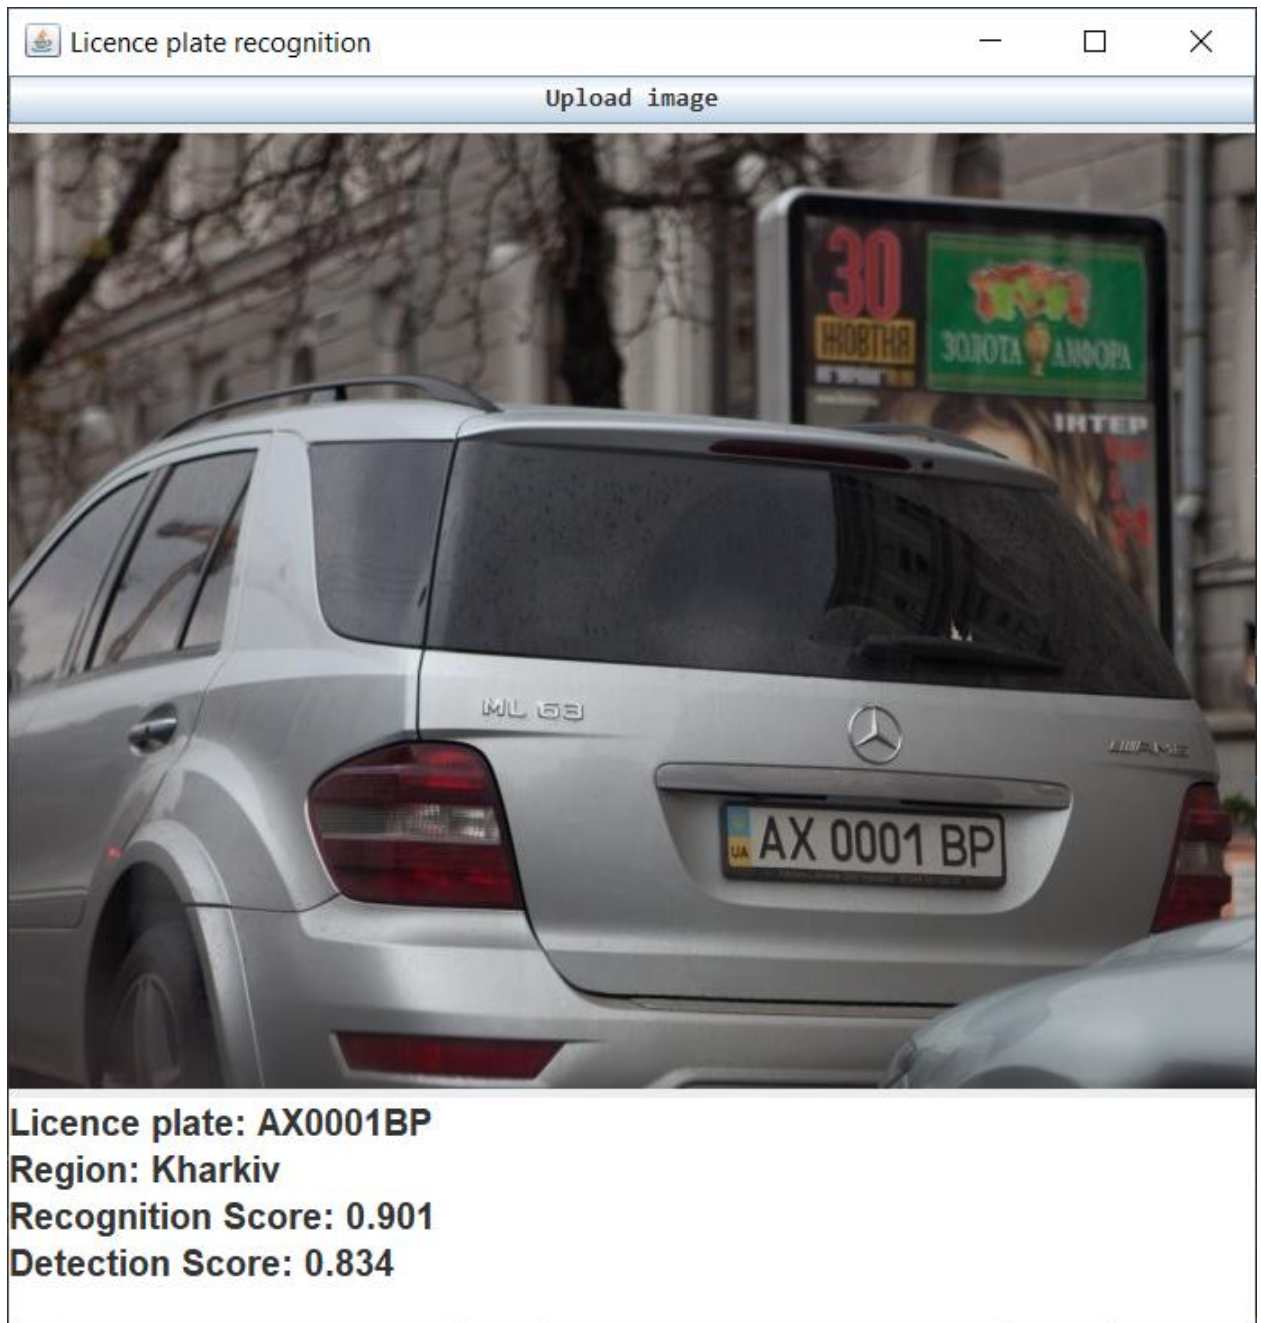 Licence plate recognition
Upload image
30
ЖОВТНЯ
ЗОЛОТА АМФОРА
ІНТЕР
ML 63
AMG
UA
AX 0001 BP
Licence plate: AX0001BP
Region: Kharkiv
Recognition Score: 0.901
Detection Score: 0.834